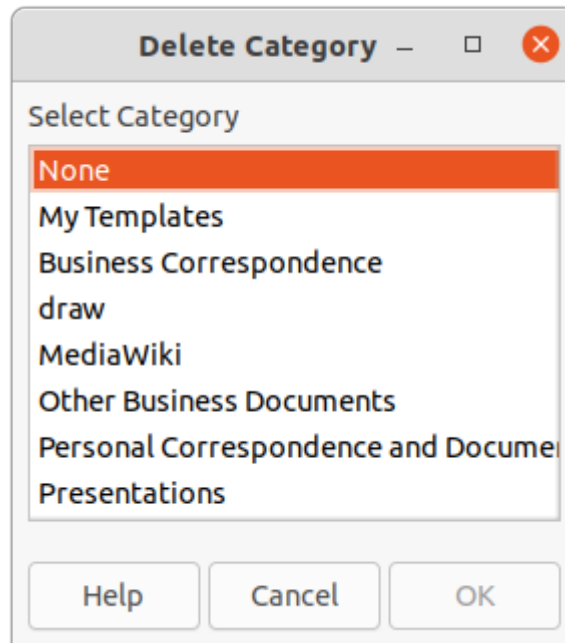 Delete Category
Select Category
None
My Templates
Business Correspondence
draw
MediaWiki
Other Business Documents
Personal Correspondence and Docume
Presentations
Help Cancel OK